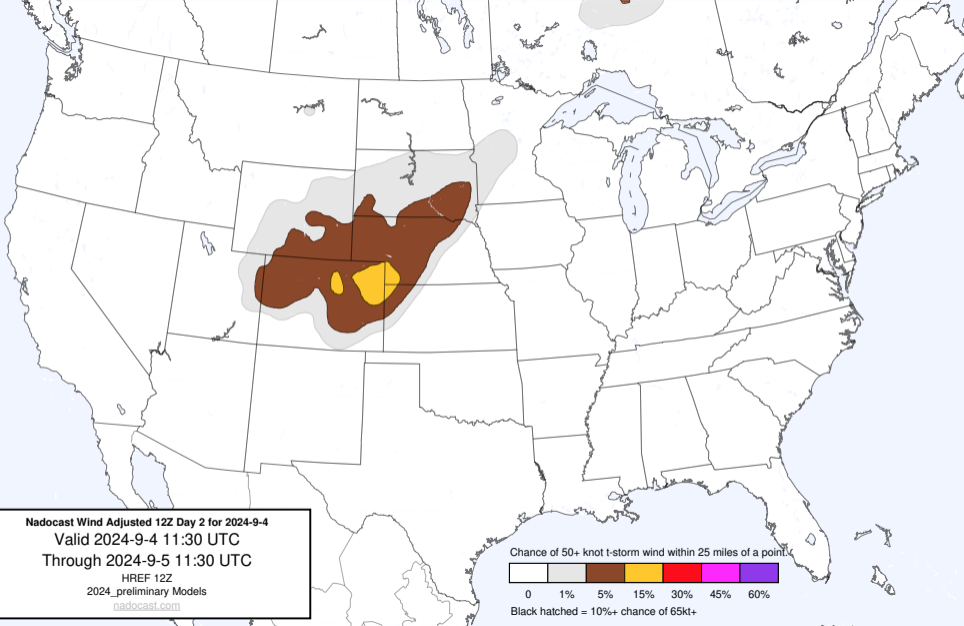 Nadocast Wind Adjusted 12Z Day 2 for 2024-9-4
Valid 2024-9-4 11:30 UTC
Through 2024-9-5 11:30 UTC
HREF 12Z
2024_preliminary Models
nadocast.com
Chance of 50+ knot t-storm wind within 25 miles of a point.
0 1% 5% 15% 30% 45% 60%
Black hatched = 10%+ chance of 65kt+